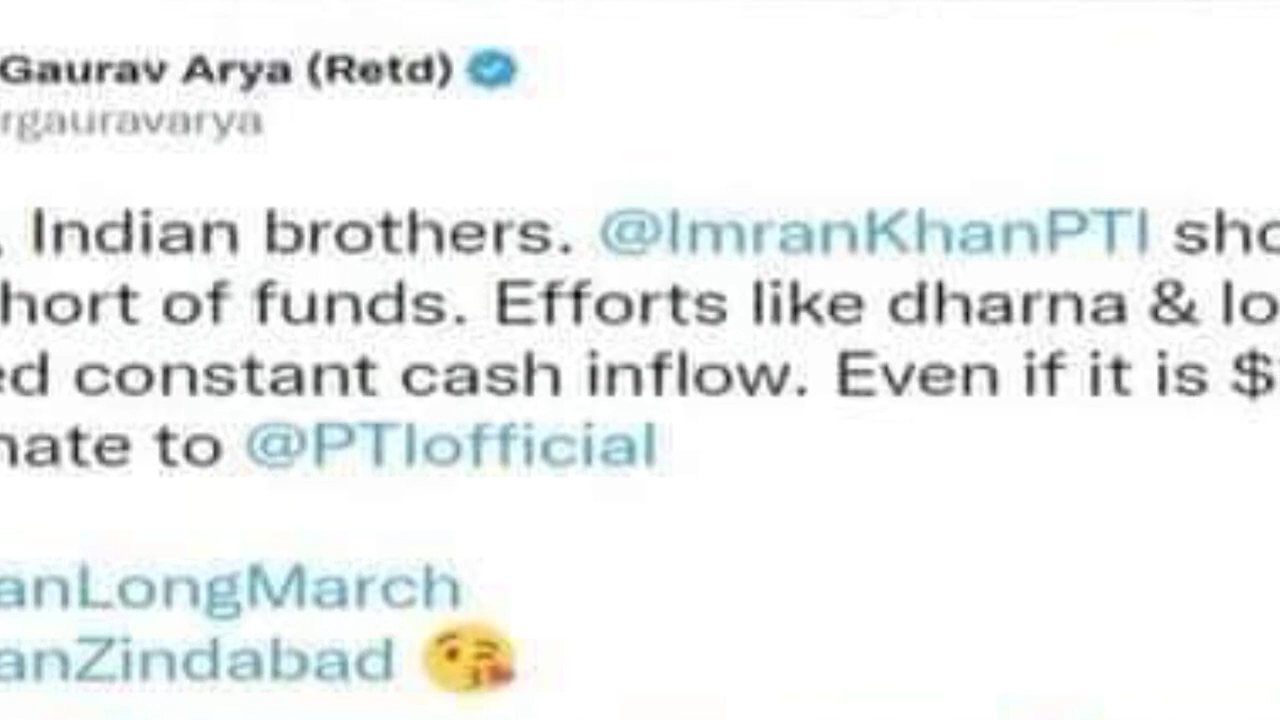 Gaurav Arya (Retd)
rgauravarya
. Indian brothers. @ImranKhanPTI sho
hort of funds. Efforts like dharna & lo
ed constant cash inflow. Even if it is $
nate to @PTIofficial
anLongMarch
anZindabad 😘